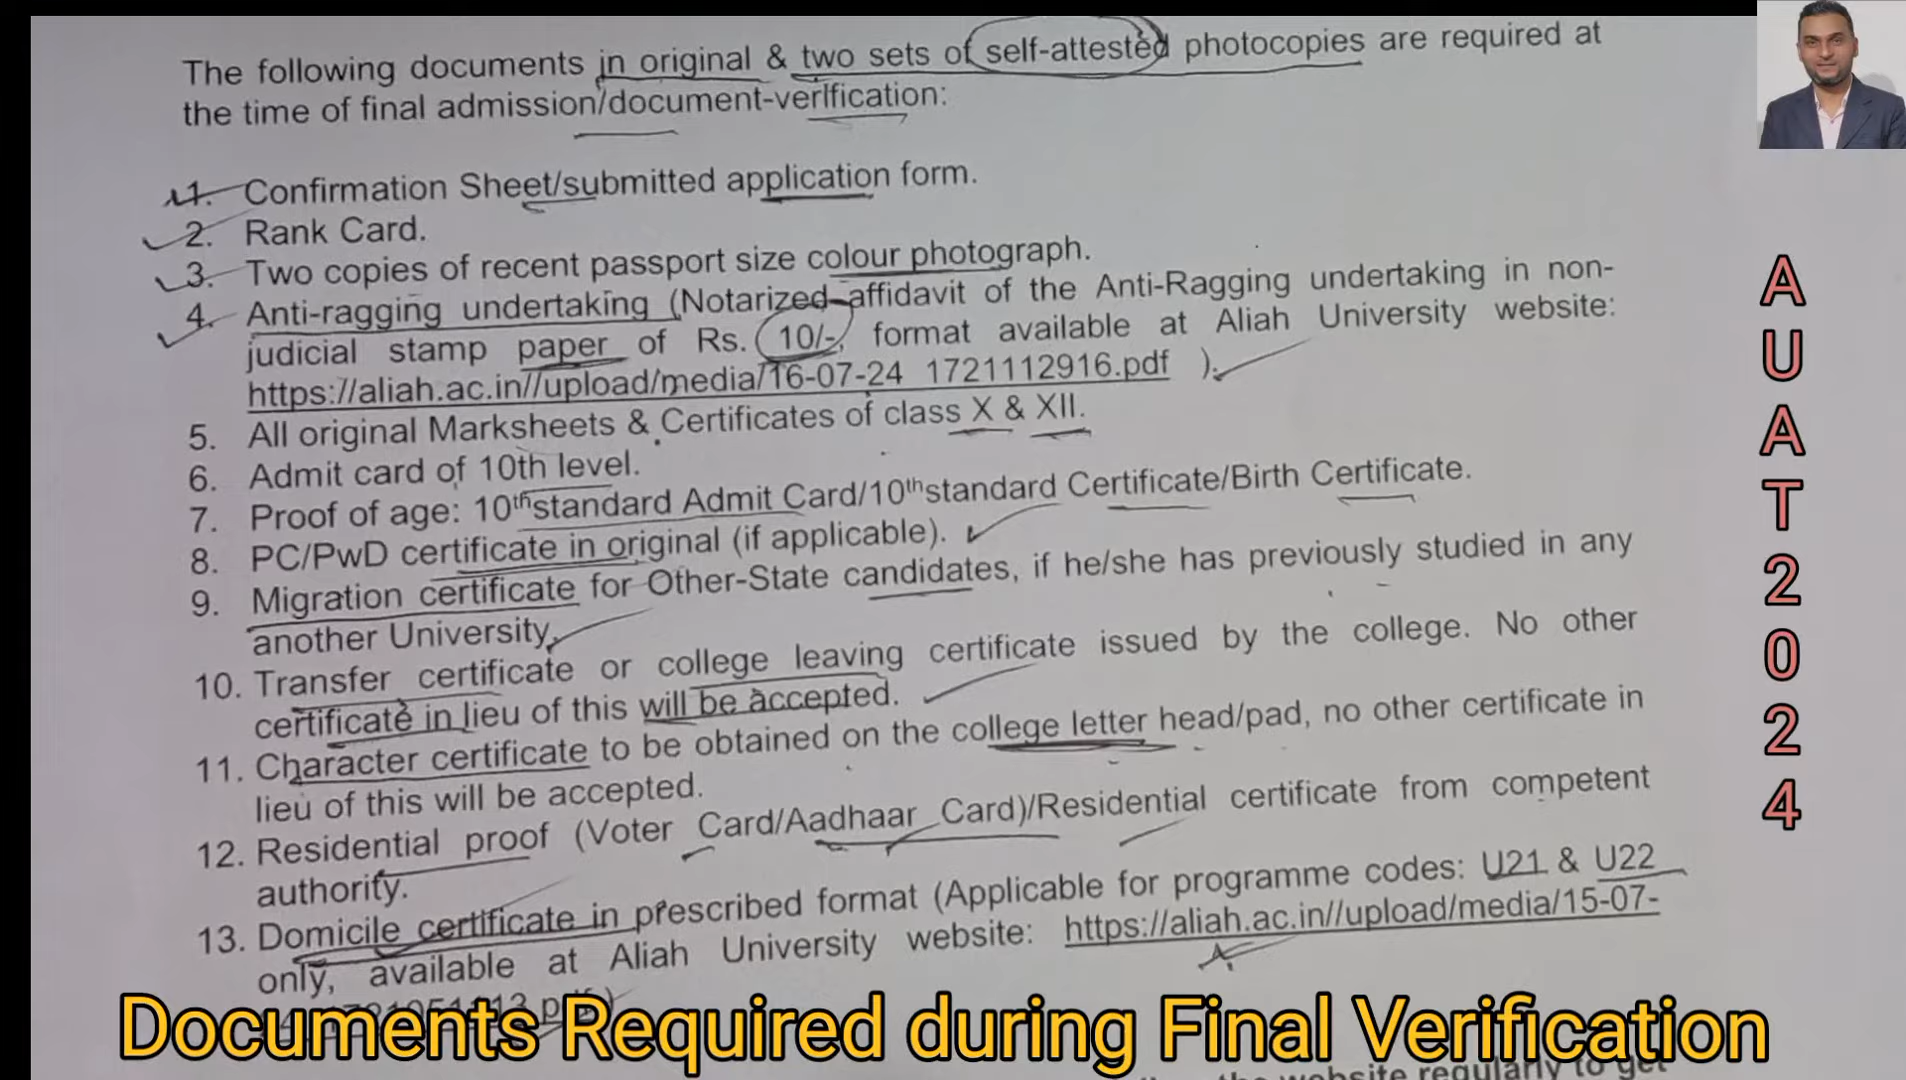 The following documents in original & two sets of self-attested photocopies are required at
the time of final admission/document-verification:
1. Confirmation Sheet/submitted application form.
2. Rank Card.
3. Two copies of recent passport size colour photograph.
4. Anti-ragging undertaking (Notarized affidavit of the Anti-Ragging undertaking in non-
judicial stamp paper of Rs. 10/-, format available at Aliah University website:
https://aliah.ac.in//upload/media/16-07-24 1721112916.pdf ).
5. All original Marksheets & Certificates of class X & XII.
6. Admit card of 10th level.
7. Proof of age: 10th standard Admit Card/10th standard Certificate/Birth Certificate.
8. PC/PwD certificate in original (if applicable).
9. Migration certificate for Other-State candidates, if he/she has previously studied in any
another University.
10. Transfer certificate or college leaving certificate issued by the college. No other
certificate in lieu of this will be accepted.
11. Character certificate to be obtained on the college letter head/pad, no other certificate in
lieu of this will be accepted.
12. Residential proof (Voter Card/Aadhaar Card)/Residential certificate from competent
authority.
13. Domicile certificate in prescribed format (Applicable for programme codes: U21 & U22
only, available at Aliah University website: https://aliah.ac.in//upload/media/15-07-
Documents Required during Final Verification
website regularly to get
AUAT2024